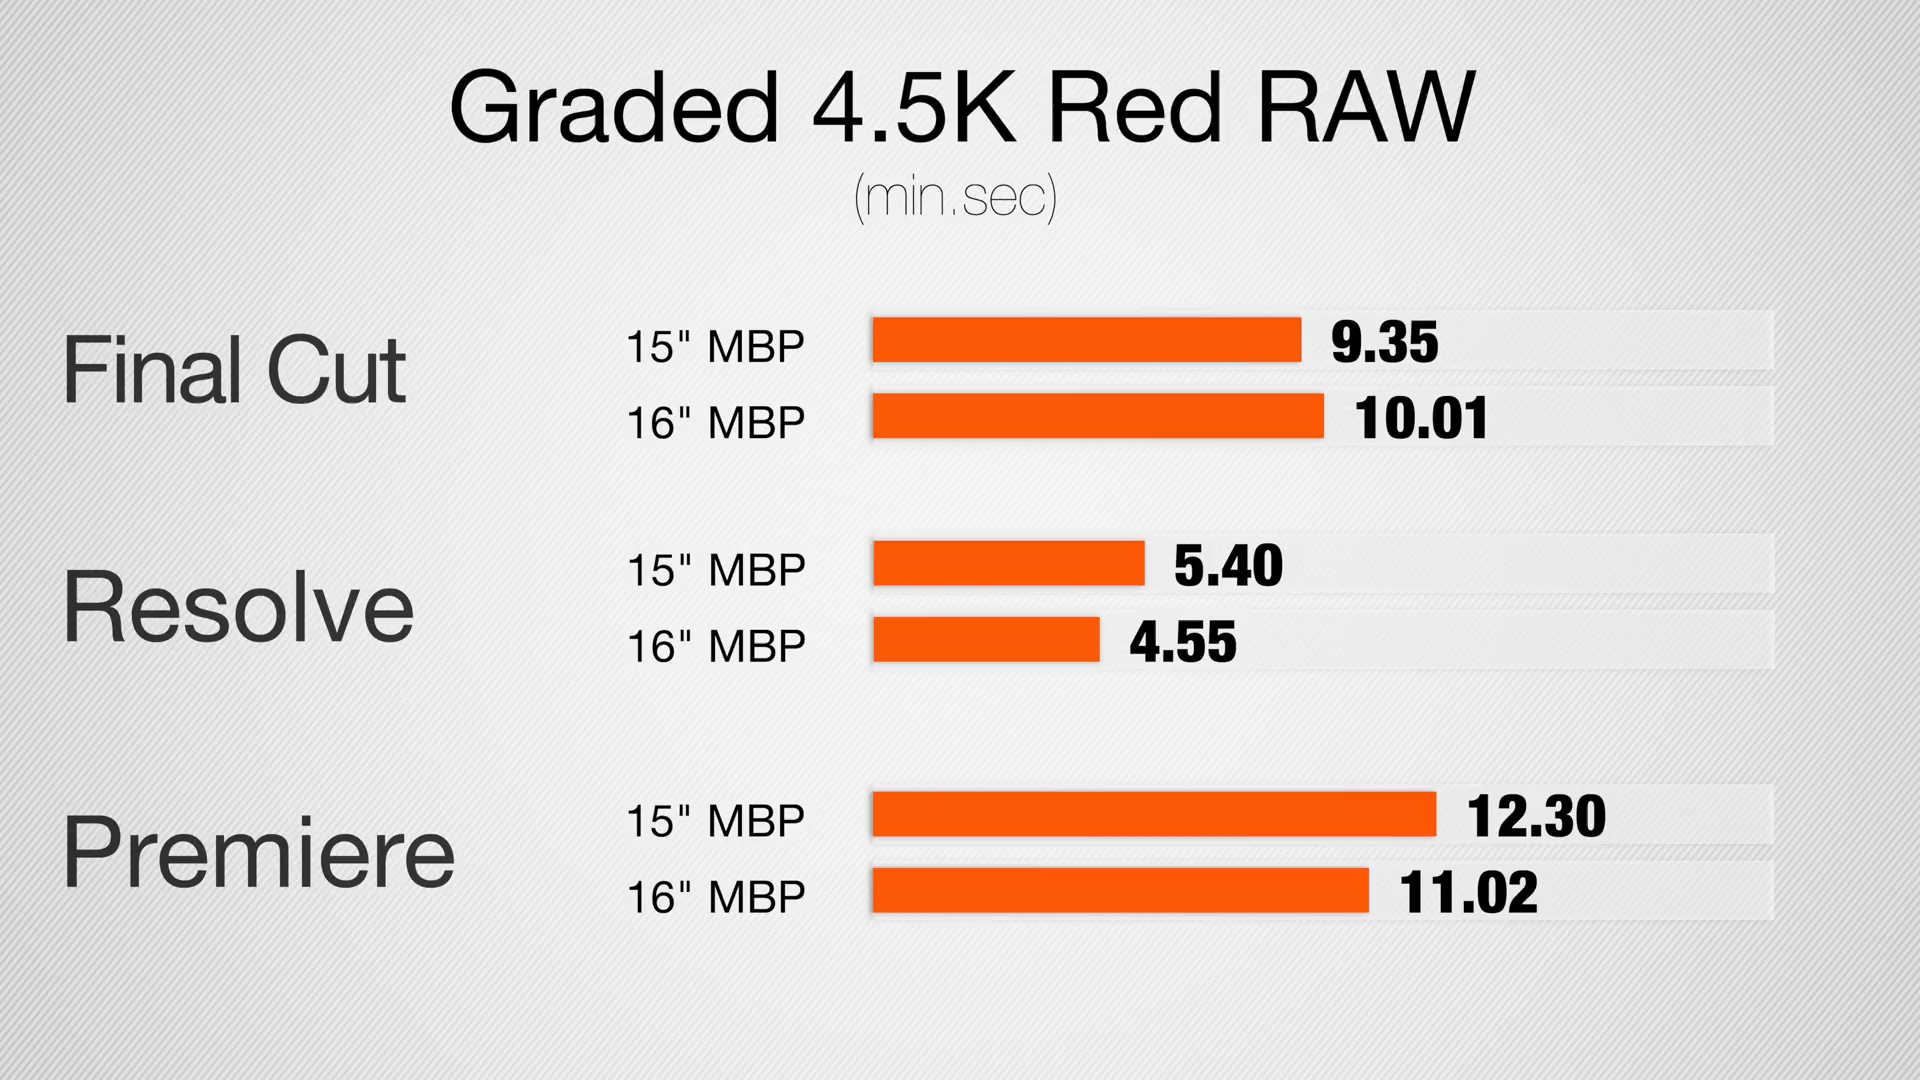 Graded 4.5K Red RAW
(min.sec)
Final Cut
15" MBP 9.35
16" MBP 10.01
Resolve
15" MBP 5.40
16" MBP 4.55
Premiere
15" MBP 12.30
16" MBP 11.02